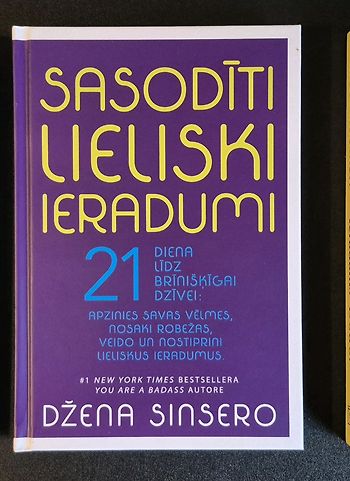 SASODĪTI
LIELISKI
IERADUMI
21 DIENA
LĪDZ
BRĪNIŠĶĪGAI
DZĪVEI:
APZINIES SAVAS VĒLMES,
NOSAKI ROBEŽAS,
VEIDO UN NOSTIPRINI
LIELISKUS IERADUMUS.
#1 NEW YORK TIMES BESTSELLERA
YOU ARE A BADASS AUTORE
DŽENA SINSERO